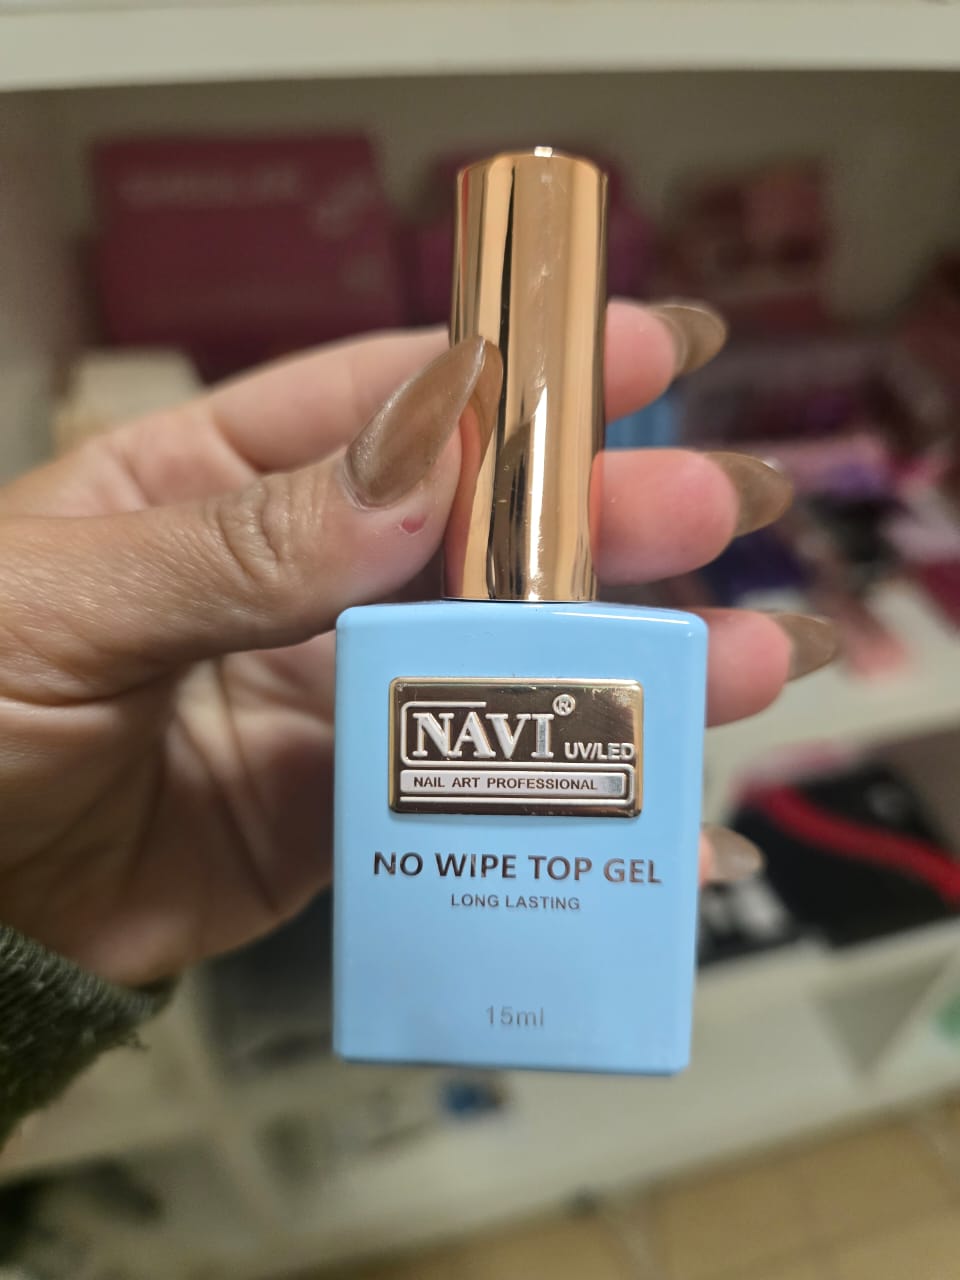 NAVI® UV/LED
NAIL ART PROFESSIONAL
NO WIPE TOP GEL
LONG LASTING
15ml